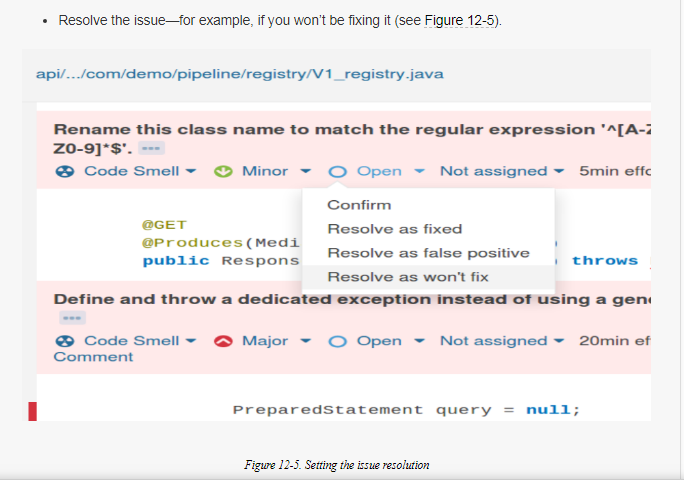 • Resolve the issue—for example, if you won't be fixing it (see Figure 12-5).
api/.../com/demo/pipeline/registry/V1_registry.java
Rename this class name to match the regular expression '^[A-Z
Z0-9]*$'.
Code Smell Minor Open Not assigned 5min effo
Confirm
Resolve as fixed
Resolve as false positive
Resolve as won't fix
@GET
@Produces(Medi
public Respons throws
Define and throw a dedicated exception instead of using a gene
Code Smell Major Open Not assigned 20min ef
Comment
PreparedStatement query = null;
Figure 12-5. Setting the issue resolution